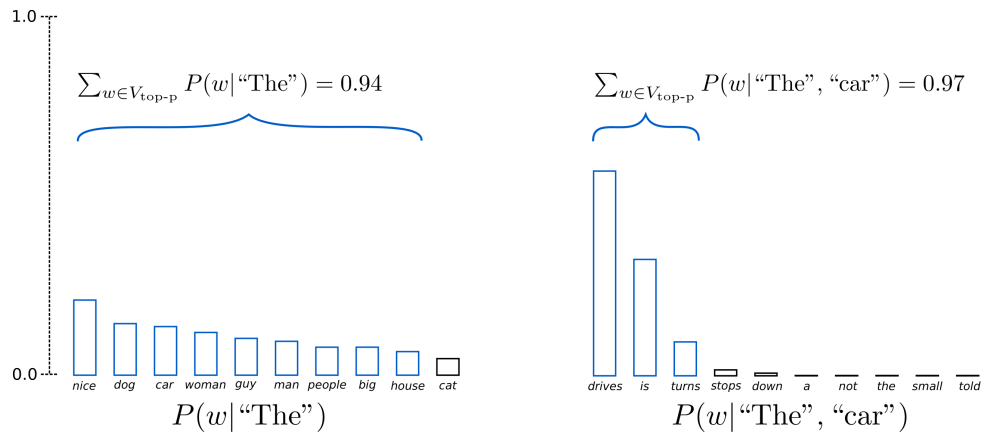 1.0
∑w∈Vtop-p P(w|“The”) = 0.94
∑w∈Vtop-p P(w|“The”, “car”) = 0.97
0.0
nice dog car woman guy man people big house cat
drives is turns stops down a not the small told
P(w|“The”)
P(w|“The”, “car”)